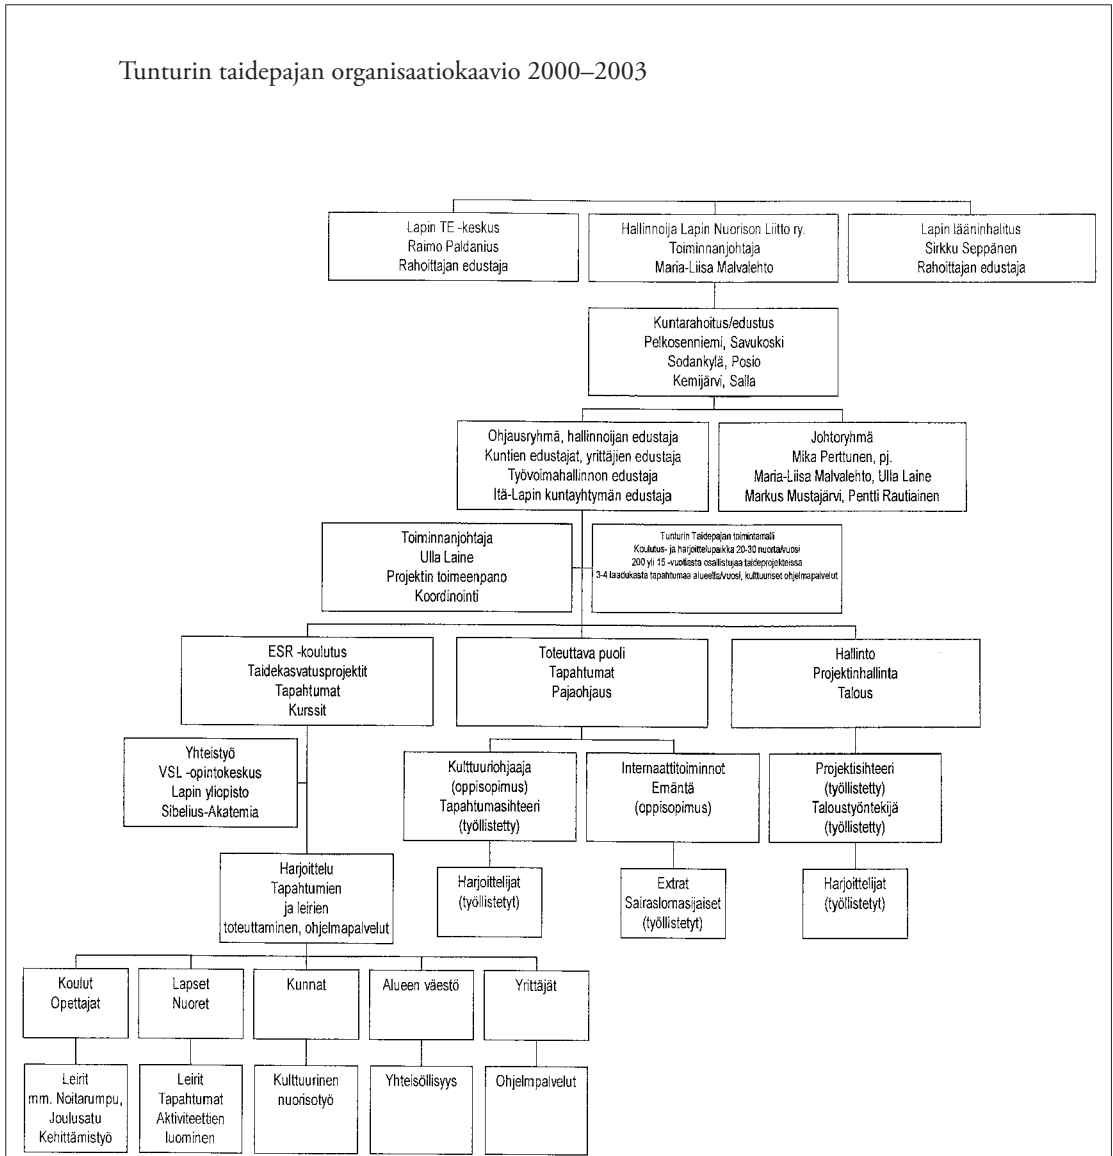 Tunturin taidepajan organisaatiokaavio 2000–2003
Lapin TE -keskus
Raimo Paldanius
Rahoittajan edustaja
Hallinnoija Lapin Nuorison Liitto ry.
Toiminnanjohtaja
Maria-Liisa Malvalehto
Lapin lääninhalitus
Sirkku Seppänen
Rahoittajan edustaja
Kuntarahoitus/edustus
Pelkosenniemi, Savukoski
Sodankylä, Posio
Kemijärvi, Salla
Ohjausryhmä, hallinnoijan edustaja
Kuntien edustajat, yrittäjien edustaja
Työvoimahallinnon edustaja
Itä-Lapin kuntayhtymän edustaja
Johtoryhmä
Mika Perttunen, pj.
Maria-Liisa Malvalehto, Ulla Laine
Markus Mustajärvi, Pentti Rautiainen
Toiminnanjohtaja
Ulla Laine
Projektin toimeenpano
Koordinointi
Tunturin Taidepajan toimintamalli
Koulutus- ja harjoittelupaikka 20-30 nuorta/vuosi
200 yli 15 -vuotiasta osallistujaa taideprojekteissa
3-4 laadukasta tapahtumaa alueella/vuosi, kulttuuriset ohjelmapalvelut
ESR -koulutus
Taidekasvatusprojektit
Tapahtumat
Kurssit
Toteuttava puoli
Tapahtumat
Pajaohjaus
Hallinto
Projektinhallinta
Talous
Yhteistyö
VSL -opintokeskus
Lapin yliopisto
Sibelius-Akatemia
Kulttuuriohjaaja
(oppisopimus)
Tapahtumasihteeri
(työllistetty)
Internaattitoiminnot
Emäntä
(oppisopimus)
Projektisihteeri
(työllistetty)
Taloustyöntekijä
(työllistetty)
Harjoittelu
Tapahtumien
ja leirien
toteuttaminen, ohjelmapalvelut
Harjoittelijat
(työllistetyt)
Extrat
Sairaslomasijaiset
(työllistetyt)
Harjoittelijat
(työllistetyt)
Koulut
Opettajat
Lapset
Nuoret
Kunnat
Alueen väestö
Yrittäjät
Leirit
mm. Noitarumpu,
Joulusatu
Kehittämistyö
Leirit
Tapahtumat
Aktiviteettien
luominen
Kulttuurinen
nuorisotyö
Yhteisöllisyys
Ohjelmpalvelut